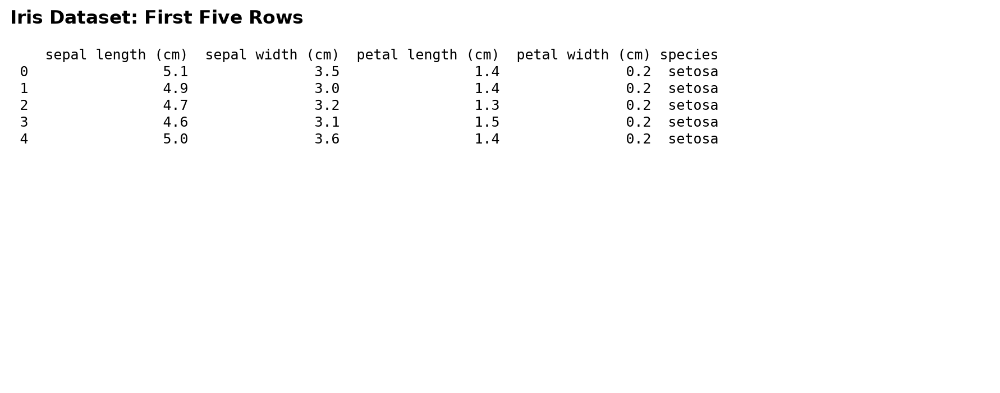 Iris Dataset: First Five Rows
sepal length (cm)  sepal width (cm)  petal length (cm)  petal width (cm) species
0                5.1               3.5                1.4               0.2  setosa
1                4.9               3.0                1.4               0.2  setosa
2                4.7               3.2                1.3               0.2  setosa
3                4.6               3.1                1.5               0.2  setosa
4                5.0               3.6                1.4               0.2  setosa